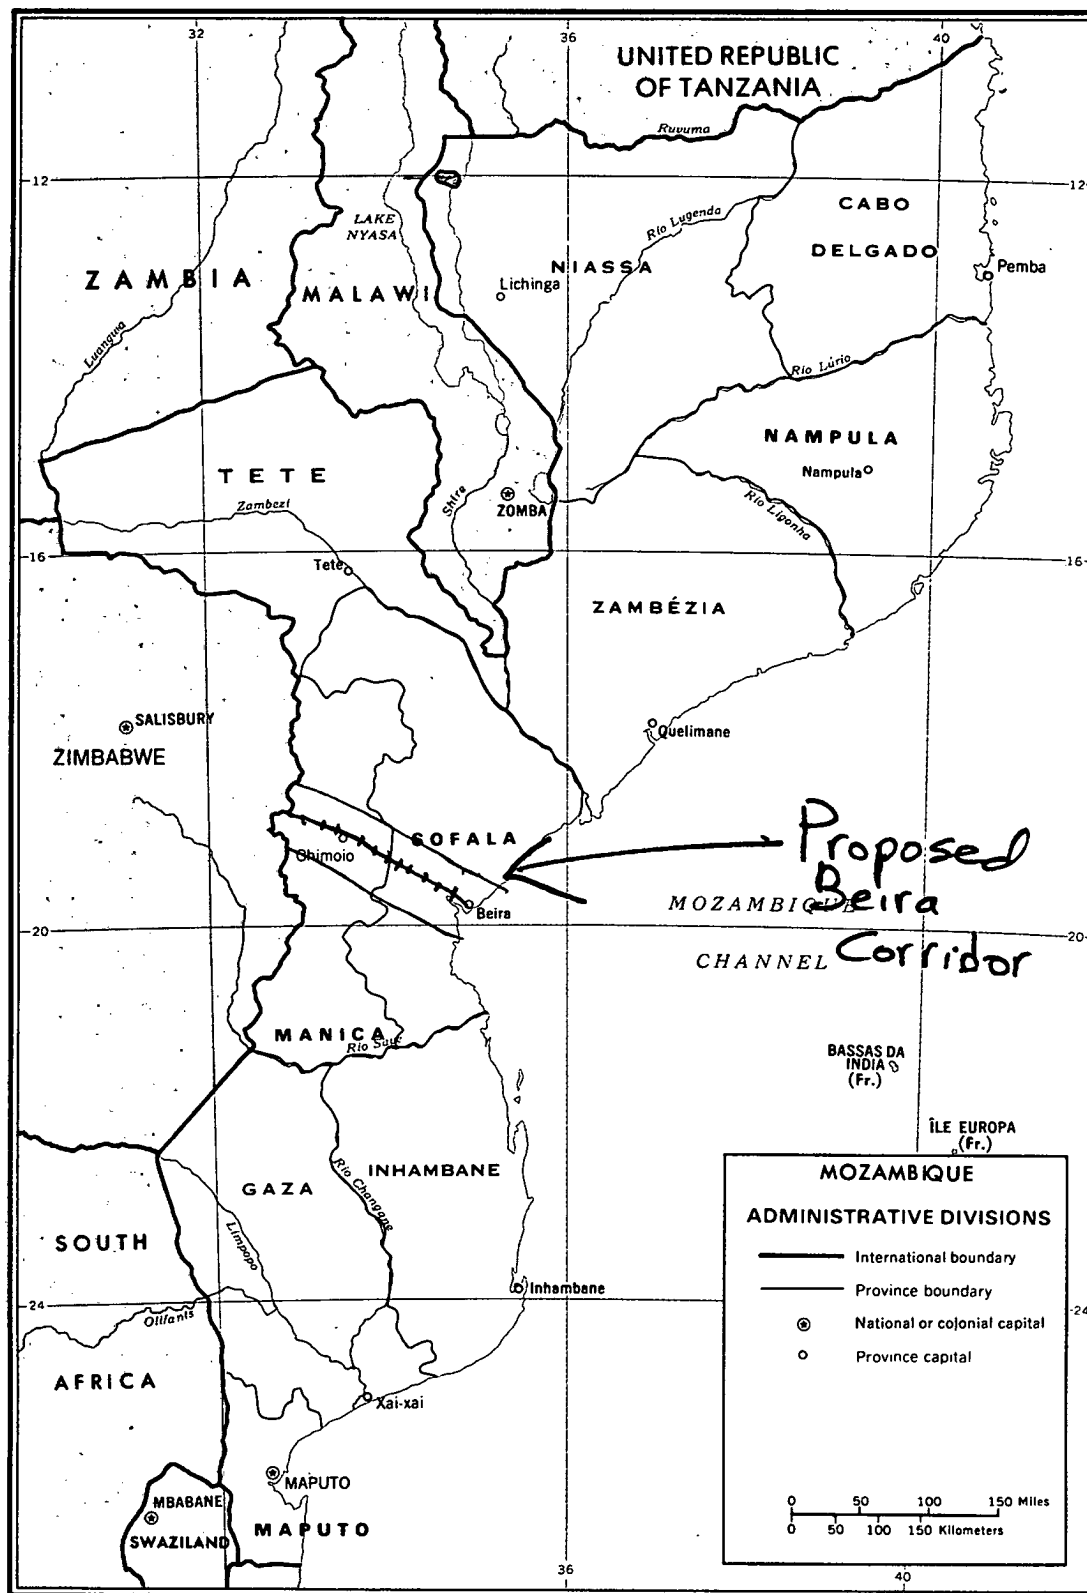 32
36
40
UNITED REPUBLIC
OF TANZANIA
Ruvuma
12
12
LAKE
NYASA
Rio Lugenda
CABO
DELGADO
ZAMBIA
MALAWI
NIASSA
Lichinga
Pemba
Luangwa
Rio Lúrio
NAMPULA
Nampula
TETE
Zambezi
Shire
ZOMBA
Rio Ligonha
16
16
Tete
ZAMBÉZIA
SALISBURY
ZIMBABWE
Quelimane
SOFALA
Chimoio
Proposed
Beira
Corridor
Beira
MOZAMBIQUE
CHANNEL
20
20
MANICA
Rio Save
BASSAS DA
INDIA
(Fr.)
ÎLE EUROPA
(Fr.)
GAZA
INHAMBANE
Rio Changane
Limpopo
SOUTH
AFRICA
Olifants
24
24
Inhambane
Xai-xai
MAPUTO
MBABANE
SWAZILAND
MAPUTO
36
40
MOZAMBIQUE
ADMINISTRATIVE DIVISIONS
International boundary
Province boundary
National or colonial capital
Province capital
0 50 100 150 Miles
0 50 100 150 Kilometers